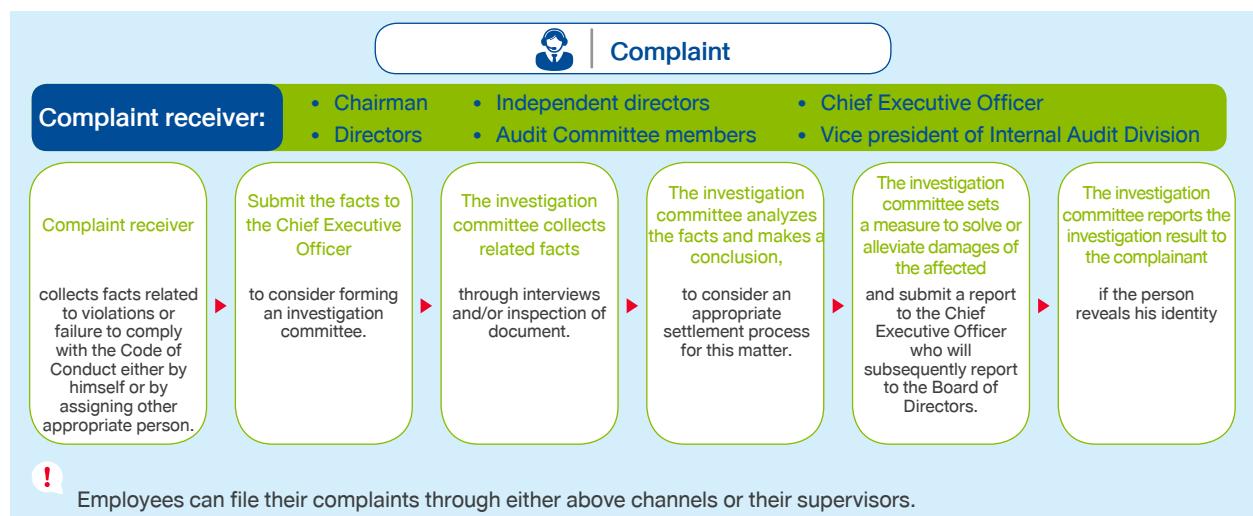 Complaint
Complaint receiver:
• Chairman
• Directors
• Independent directors
• Audit Committee members
• Chief Executive Officer
• Vice president of Internal Audit Division
Complaint receiver
collects facts related
to violations or
failure to comply
with the Code of
Conduct either by
himself or by
assigning other
appropriate person.
Submit the facts to
the Chief Executive
Officer
to consider forming
an investigation
committee.
The investigation
committee collects
related facts
through interviews
and/or inspection of
document.
The investigation
committee analyzes
the facts and makes a
conclusion,
to consider an
appropriate
settlement process
for this matter.
The investigation
committee sets
a measure to solve or
alleviate damages of
the affected
and submit a report
to the Chief
Executive Officer
who will
subsequently report
to the Board of
Directors.
The investigation
committee reports the
investigation result to
the complainant
if the person
reveals his identity
!
Employees can file their complaints through either above channels or their supervisors.